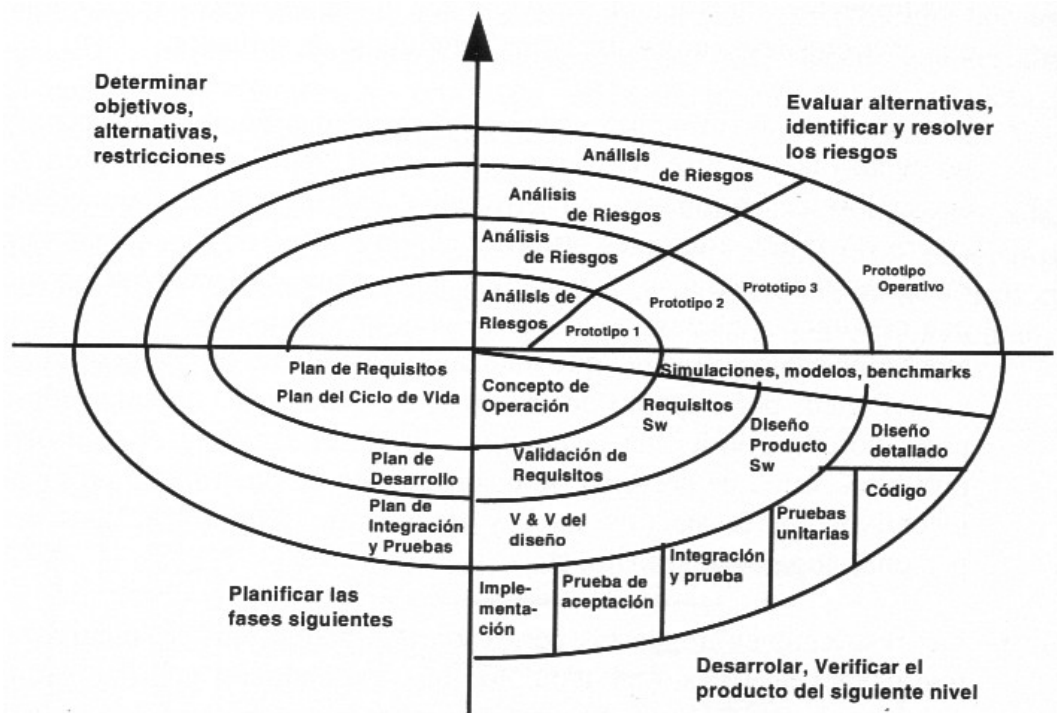 Determinar
objetivos,
alternativas,
restricciones
Evaluar alternativas,
identificar y resolver
los riesgos
Análisis
de Riesgos
Análisis
de Riesgos
Análisis
de Riesgos
Análisis de
Riesgos
Prototipo 1
Prototipo 2
Prototipo 3
Prototipo
Operativo
Simulaciones, modelos, benchmarks
Plan de Requisitos
Plan del Ciclo de Vida
Concepto de
Operación
Requisitos
Sw
Diseño
Producto
Sw
Diseño
detallado
Plan de
Desarrollo
Validación de
Requisitos
Código
Plan de
Integración
y Pruebas
V & V del
diseño
Pruebas
unitarias
Integración
y prueba
Prueba de
aceptación
Imple-
menta-
ción
Planificar las
fases siguientes
Desarrolar, Verificar el
producto del siguiente nivel